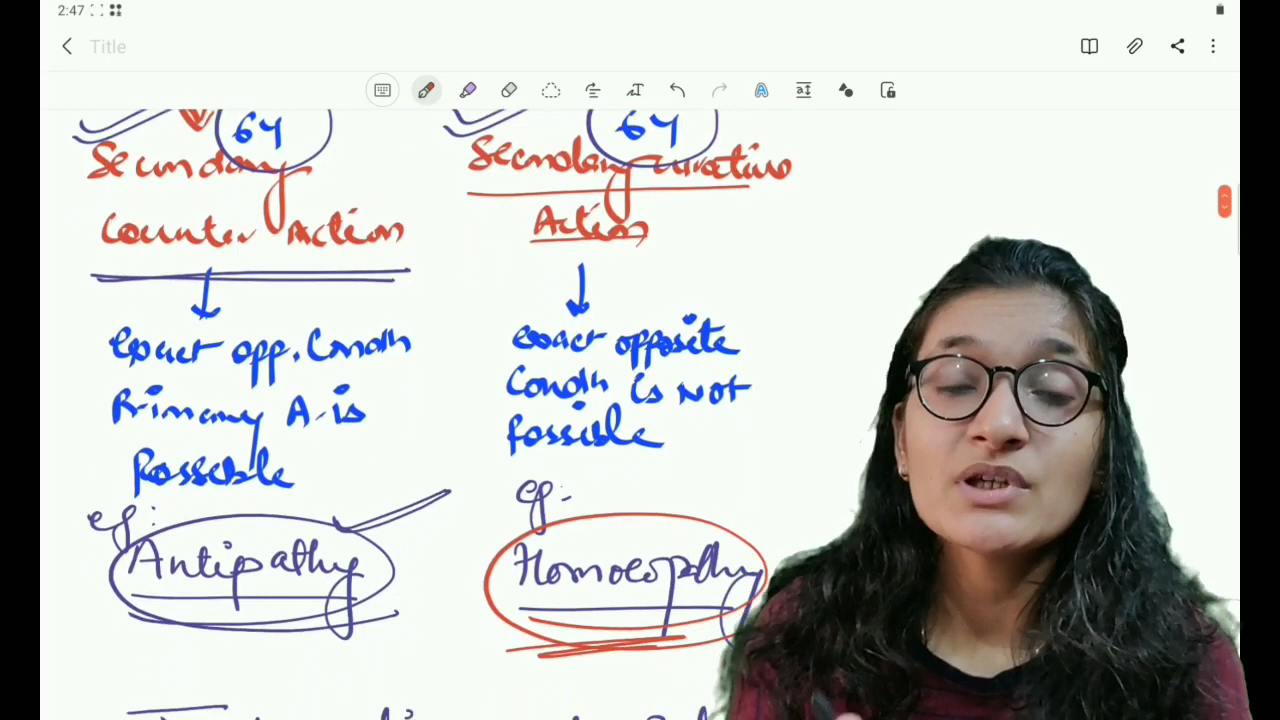 2:47
Title
64
64
Secundary
Counter Action
Secondary curative
Action
Exact opp. Condn
Primary A. is
Possible
exact opposite
Condn is NOT
Possible
eg:
Antipathy
eg:-
Homoeopathy